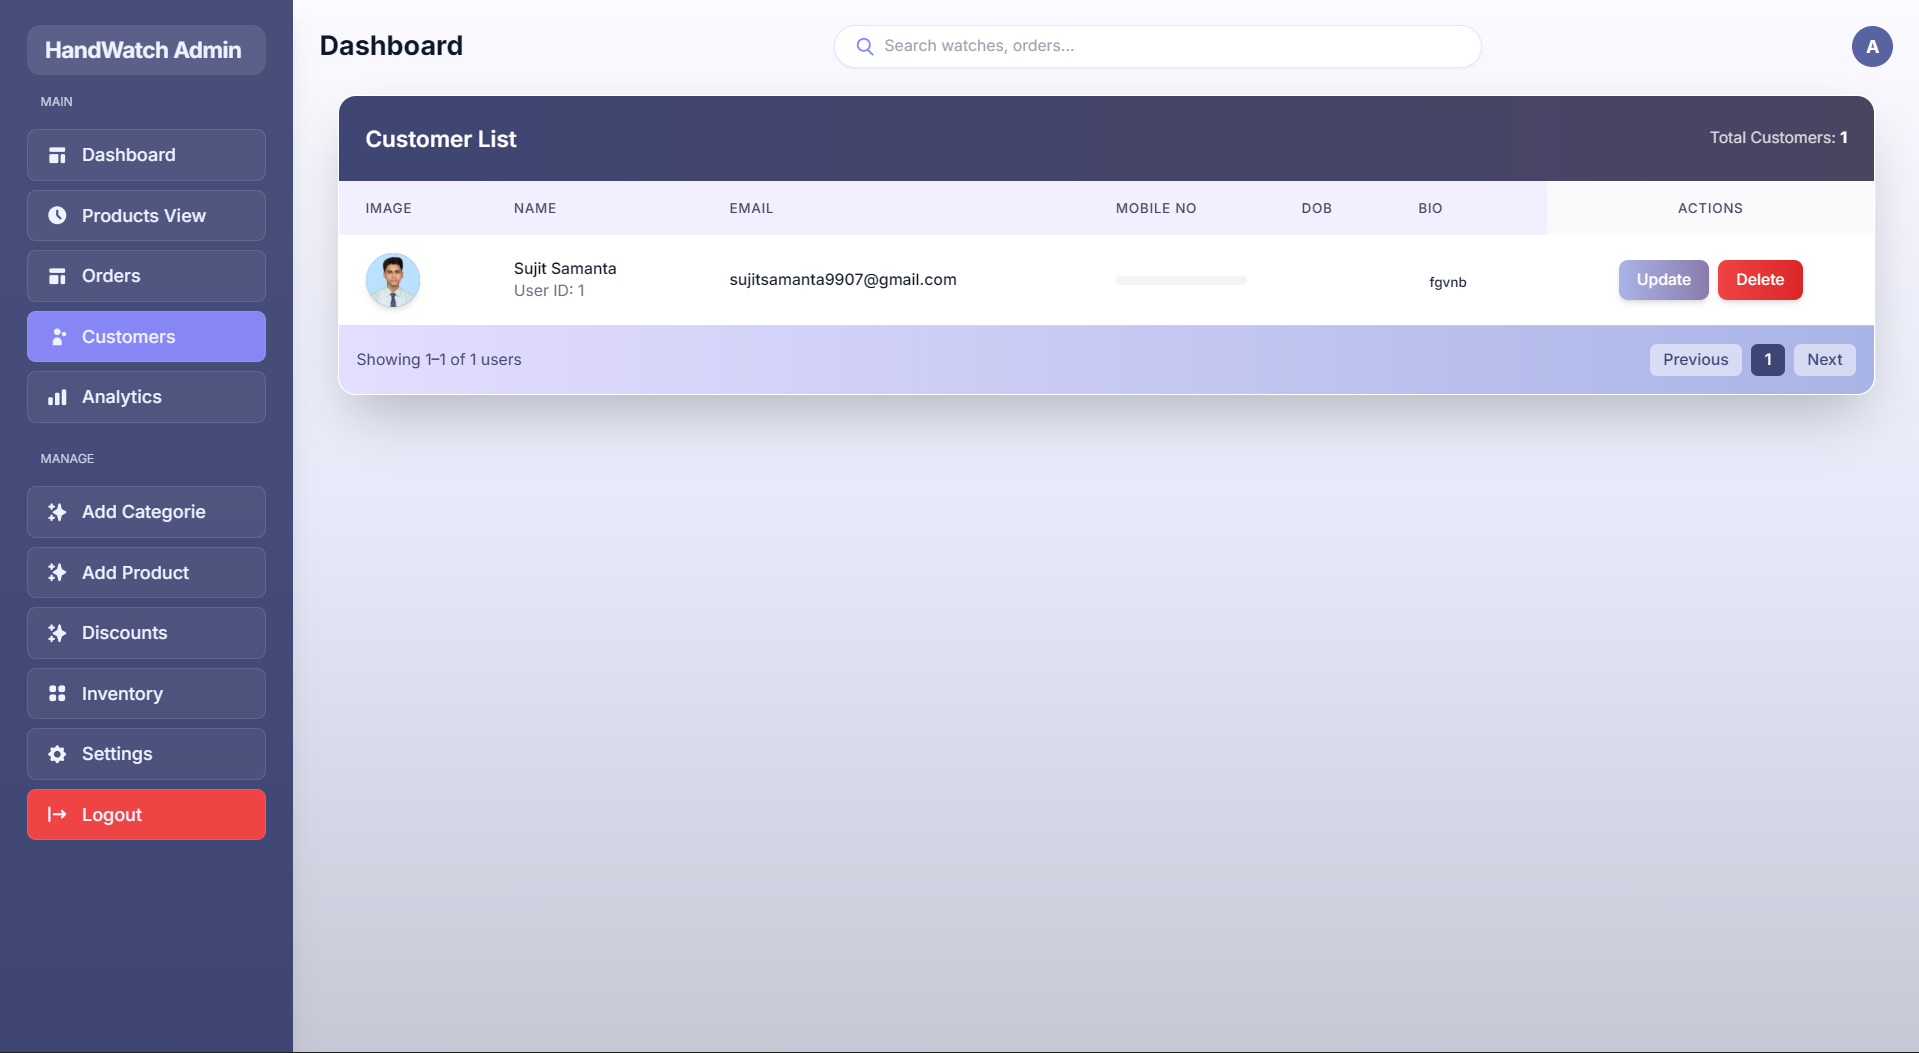 HandWatch Admin
MAIN
Dashboard
Products View
Orders
Customers
Analytics
MANAGE
Add Categorie
Add Product
Discounts
Inventory
Settings
Logout
Dashboard
Search watches, orders...
A
Customer List
Total Customers: 1
IMAGE NAME EMAIL MOBILE NO DOB BIO ACTIONS
Sujit Samanta
User ID: 1
sujitsamanta9907@gmail.com
fgvnb
Update Delete
Showing 1–1 of 1 users
Previous 1 Next